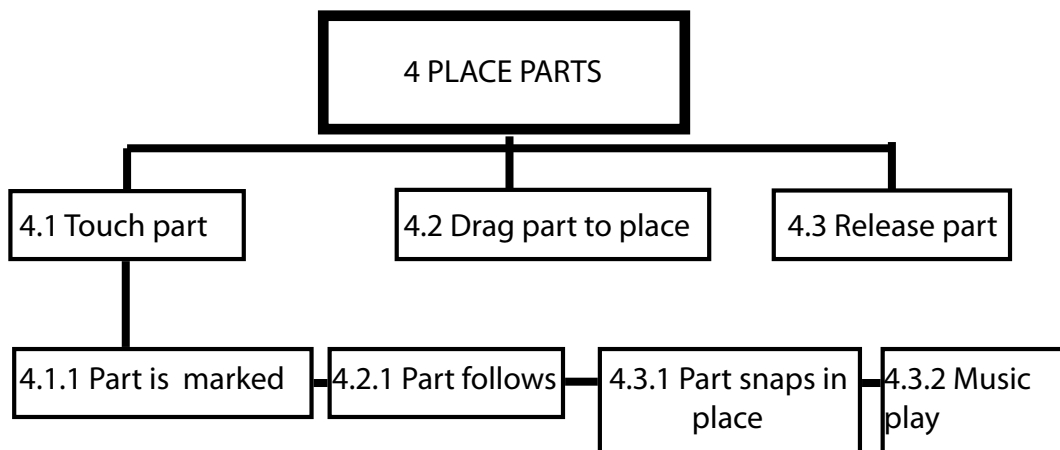 4 PLACE PARTS
4.1 Touch part
4.2 Drag part to place
4.3 Release part
4.1.1 Part is marked
4.2.1 Part follows
4.3.1 Part snaps in
place
4.3.2 Music
play